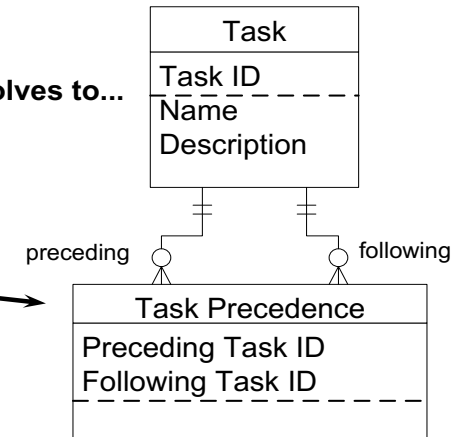 Task
Task ID
olves to...
Name
Description
preceding
following
Task Precedence
Preceding Task ID
Following Task ID